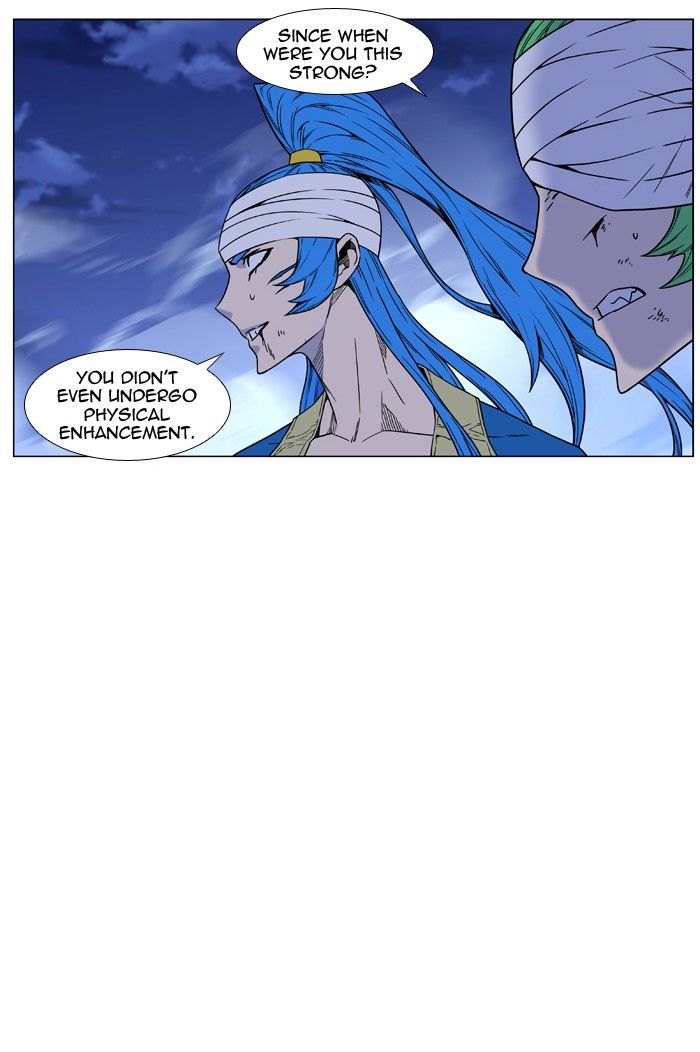 SINCE WHEN
WERE YOU THIS
STRONG?
YOU DIDN'T
EVEN UNDERGO
PHYSICAL
ENHANCEMENT.